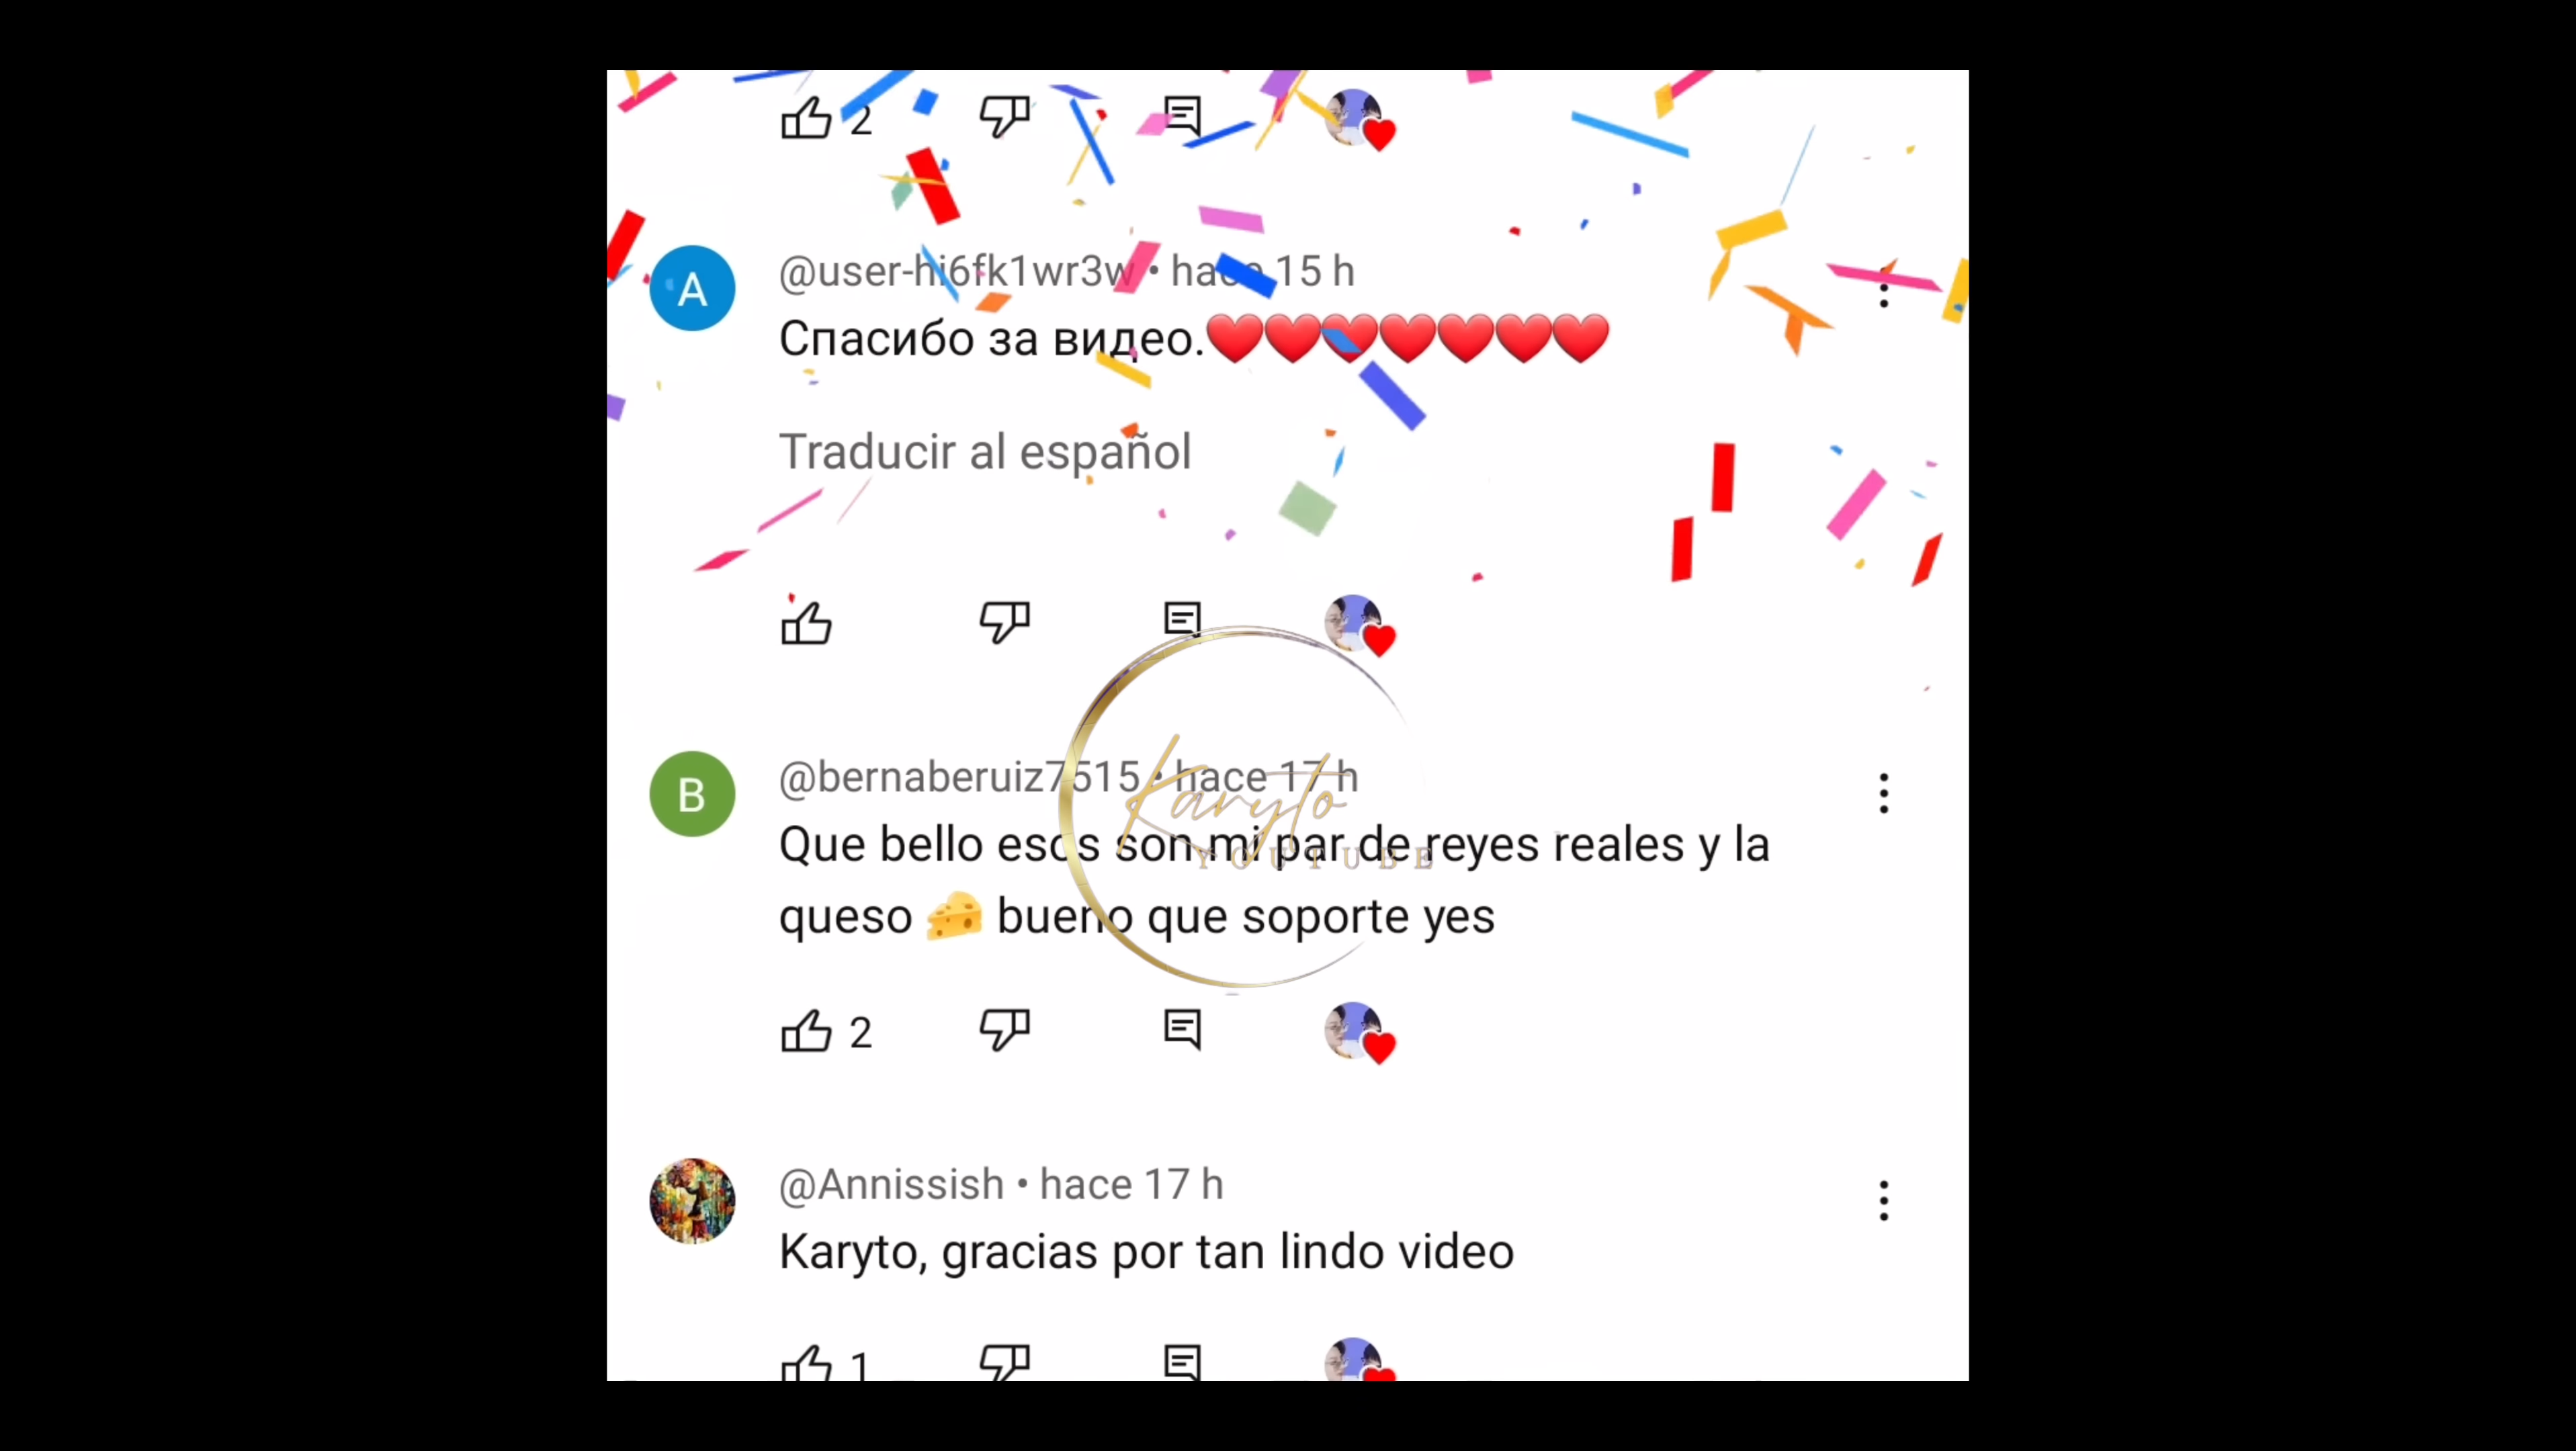 2
@user-hi6fk1wr3w • hace 15 h
Спасибо за видео.❤️❤️❤️❤️❤️❤️❤️
Traducir al español
@bernaberuiz7515 • hace 17 h
Que bello esos son mi par de reyes reales y la
queso 🧀 bueno que soporte yes
Karyto
YOUTUBE
2
@Annissish • hace 17 h
Karyto, gracias por tan lindo video
1